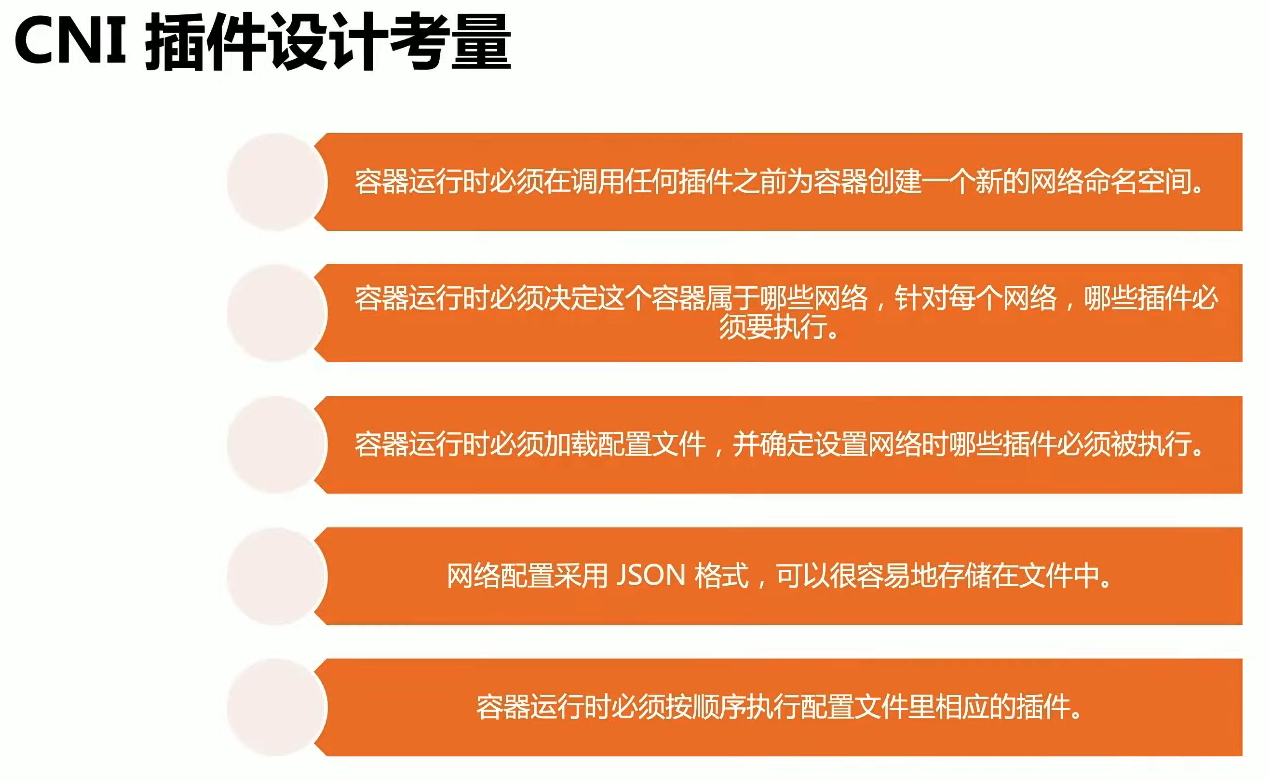 CNI 插件设计考量
容器运行时必须在调用任何插件之前为容器创建一个新的网络命名空间。
容器运行时必须决定这个容器属于哪些网络，针对每个网络，哪些插件必
须要执行。
容器运行时必须加载配置文件，并确定设置网络时哪些插件必须被执行。
网络配置采用 JSON 格式，可以很容易地存储在文件中。
容器运行时必须按顺序执行配置文件里相应的插件。